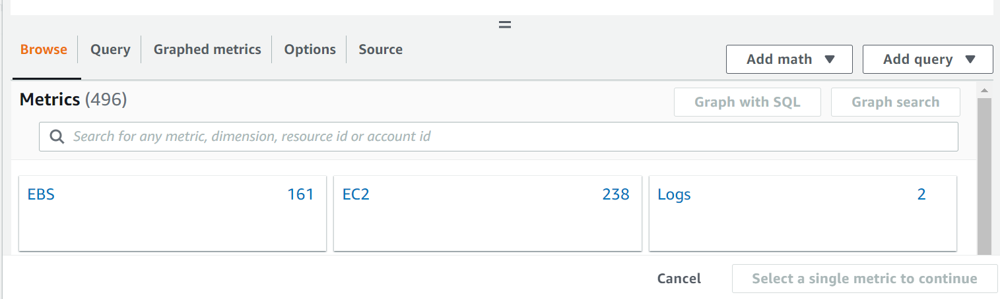 Browse Query Graphed metrics Options Source
Add math Add query
Metrics (496)
Graph with SQL Graph search
Search for any metric, dimension, resource id or account id
EBS 161 EC2 238 Logs 2
Cancel Select a single metric to continue